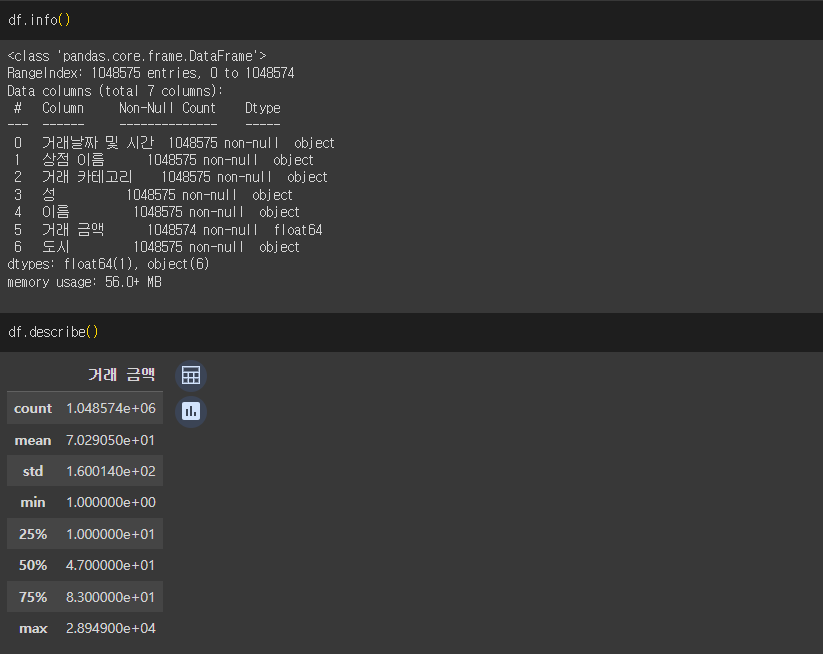 df.info()
<class 'pandas.core.frame.DataFrame'>
RangeIndex: 1048575 entries, 0 to 1048574
Data columns (total 7 columns):
 #   Column     Non-Null Count    Dtype
---  ------     --------------    -----
 0   거래날짜 및 시간  1048575 non-null  object
 1   상점 이름      1048575 non-null  object
 2   거래 카테고리    1048575 non-null  object
 3   성          1048575 non-null  object
 4   이름         1048575 non-null  object
 5   거래 금액      1048574 non-null  float64
 6   도시         1048575 non-null  object
dtypes: float64(1), object(6)
memory usage: 56.0+ MB
df.describe()
거래 금액
count 1.048574e+06
mean 7.029050e+01
std 1.600140e+02
min 1.000000e+00
25% 1.000000e+01
50% 4.700000e+01
75% 8.300000e+01
max 2.894900e+04